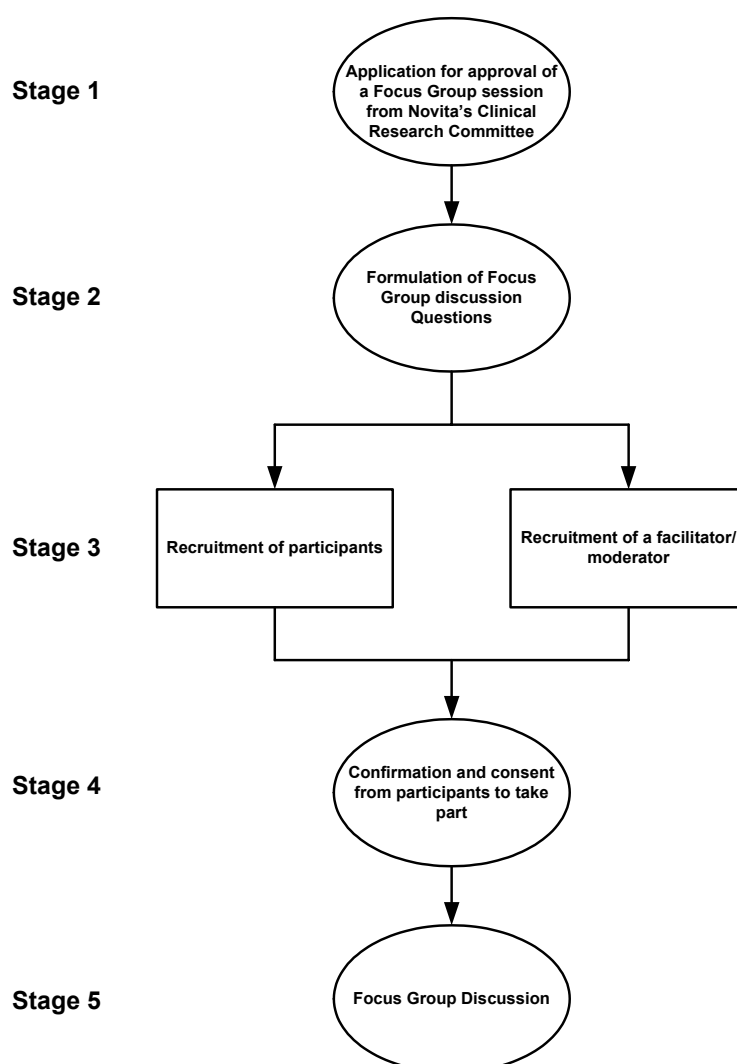 Stage 1
Application for approval of
a Focus Group session
from Novita's Clinical
Research Committee
Stage 2
Formulation of Focus
Group discussion
Questions
Stage 3
Recruitment of participants
Recruitment of a facilitator/
moderator
Stage 4
Confirmation and consent
from participants to take
part
Stage 5
Focus Group Discussion